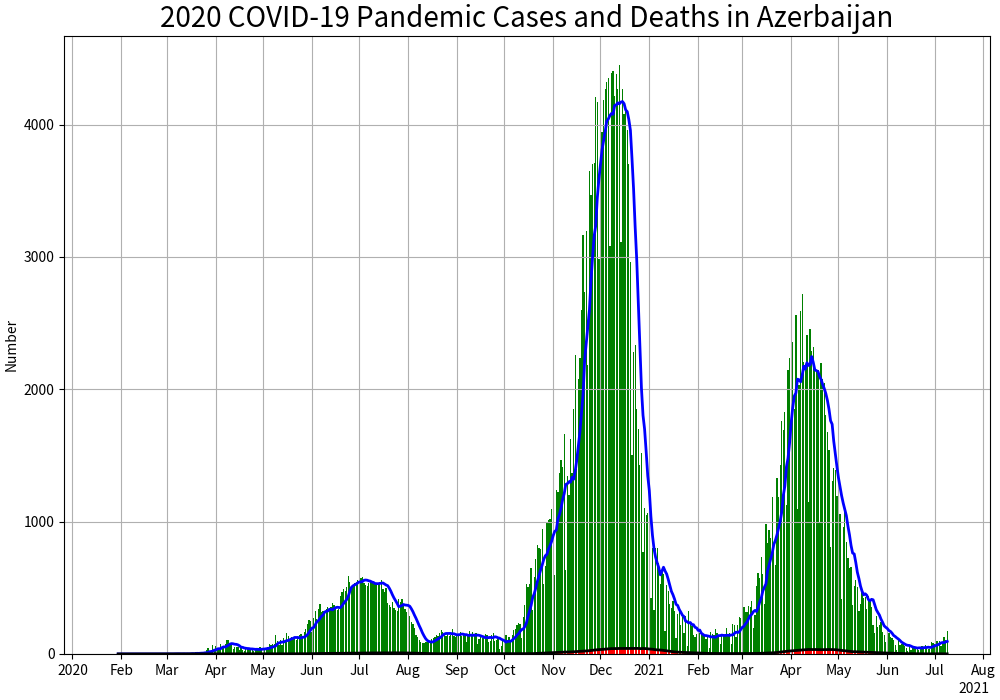 2020 COVID-19 Pandemic Cases and Deaths in Azerbaijan
Number
4000
3000
2000
1000
0
2020 Feb Mar Apr May Jun Jul Aug Sep Oct Nov Dec 2021 Feb Mar Apr May Jun Jul Aug
2021